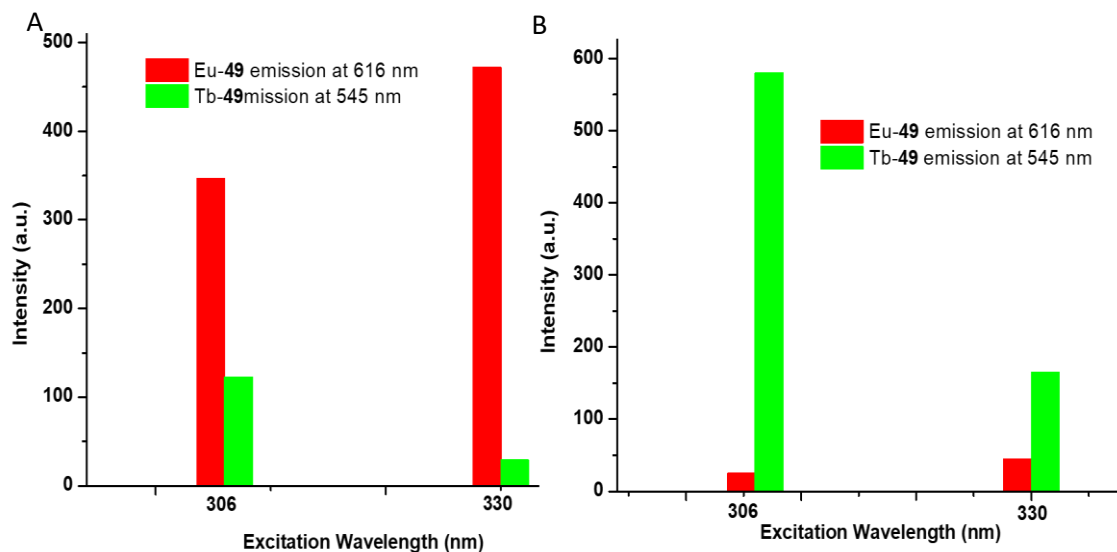 A
Eu-49 emission at 616 nm
Tb-49mission at 545 nm
500
400
300
200
100
0
306
330
Intensity (a.u.)
Excitation Wavelength (nm)
B
Eu-49 emission at 616 nm
Tb-49 emission at 545 nm
600
500
400
300
200
100
0
306
330
Intensity (a.u.)
Excitation Wavelength (nm)